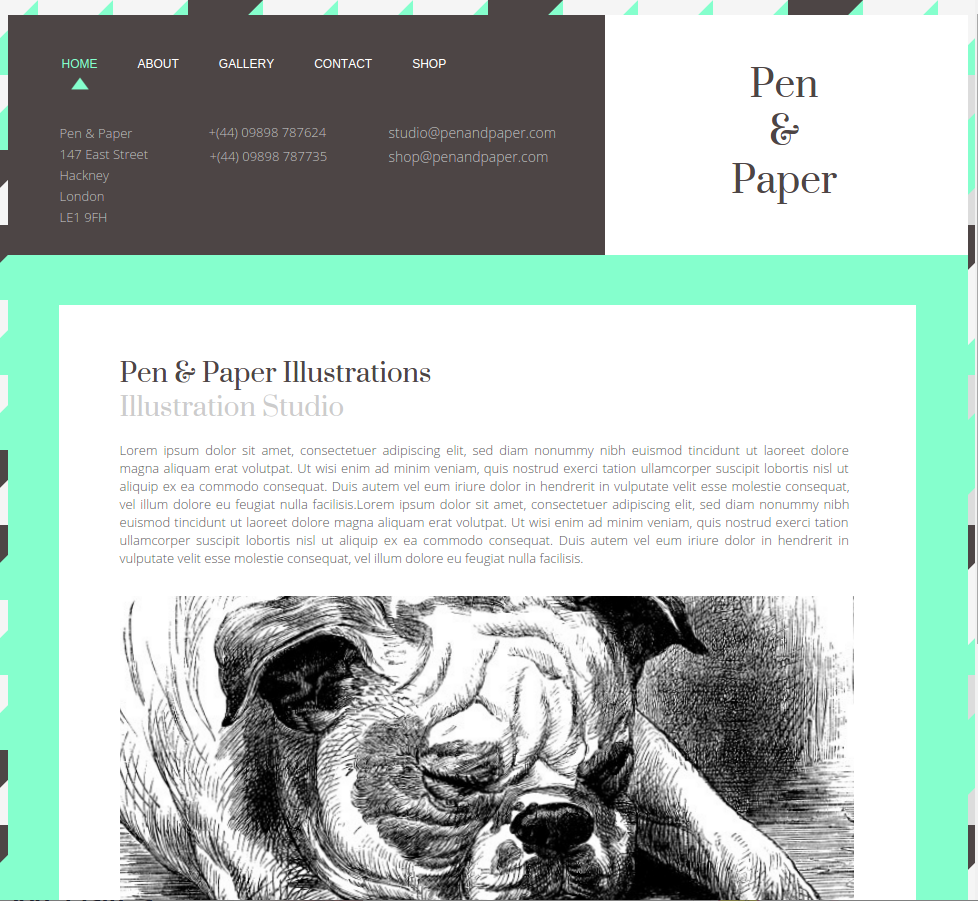 HOME ABOUT GALLERY CONTACT SHOP
Pen & Paper
147 East Street
Hackney
London
LE1 9FH
+(44) 09898 787624
+(44) 09898 787735
studio@penandpaper.com
shop@penandpaper.com
Pen
&
Paper
Pen & Paper Illustrations
Illustration Studio
Lorem ipsum dolor sit amet, consectetuer adipiscing elit, sed diam nonummy nibh euismod tincidunt ut laoreet dolore
magna aliquam erat volutpat. Ut wisi enim ad minim veniam, quis nostrud exerci tation ullamcorper suscipit lobortis nisl ut
aliquip ex ea commodo consequat. Duis autem vel eum iriure dolor in hendrerit in vulputate velit esse molestie consequat,
vel illum dolore eu feugiat nulla facilisis.Lorem ipsum dolor sit amet, consectetuer adipiscing elit, sed diam nonummy nibh
euismod tincidunt ut laoreet dolore magna aliquam erat volutpat. Ut wisi enim ad minim veniam, quis nostrud exerci tation
ullamcorper suscipit lobortis nisl ut aliquip ex ea commodo consequat. Duis autem vel eum iriure dolor in hendrerit in
vulputate velit esse molestie consequat, vel illum dolore eu feugiat nulla facilisis.